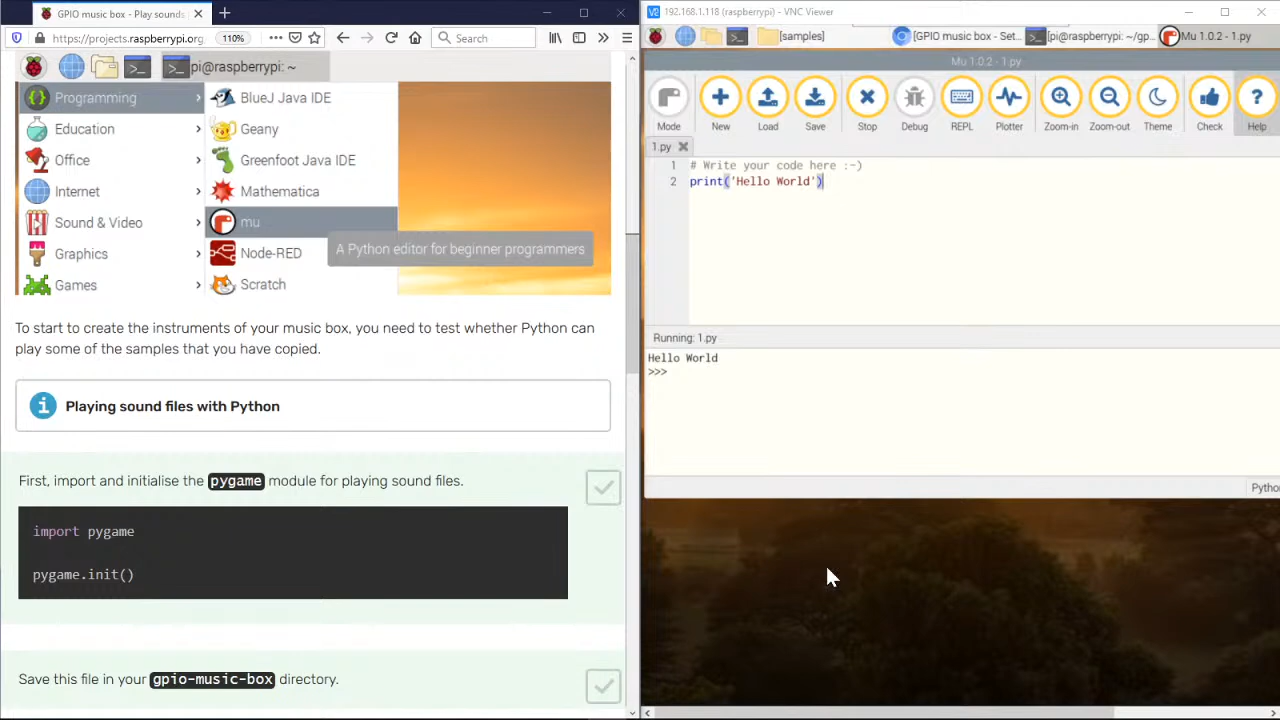 GPIO music box - Play sounds
https://projects.raspberrypi.org
110%
Search
pi@raspberrypi: ~
Programming
Education
Office
Internet
Sound & Video
Graphics
Games
BlueJ Java IDE
Geany
Greenfoot Java IDE
Mathematica
mu
Node-RED
Scratch
A Python editor for beginner programmers
To start to create the instruments of your music box, you need to test whether Python can
play some of the samples that you have copied.
Playing sound files with Python
First, import and initialise the pygame module for playing sound files.
import pygame
pygame.init()
Save this file in your gpio-music-box directory.
192.168.1.118 (raspberrypi) - VNC Viewer
[samples]
[GPIO music box - Set...
[pi@raspberrypi: ~/gp...
Mu 1.0.2 - 1.py
Mu 1.0.2 - 1.py
Mode
New
Load
Save
Stop
Debug
REPL
Plotter
Zoom-in
Zoom-out
Theme
Check
Help
1.py
1 # Write your code here :-)
2 print('Hello World')
Running: 1.py
Hello World
>>>
Python